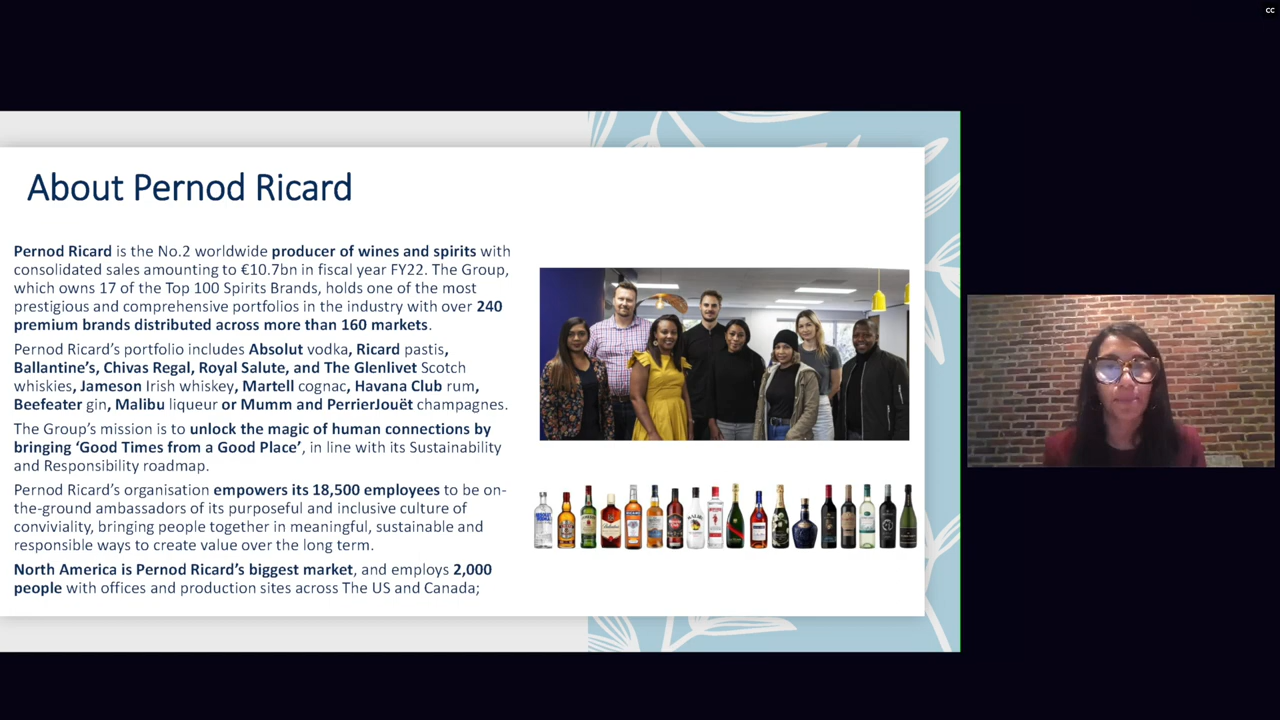 CC
About Pernod Ricard
Pernod Ricard is the No.2 worldwide producer of wines and spirits with
consolidated sales amounting to €10.7bn in fiscal year FY22. The Group,
which owns 17 of the Top 100 Spirits Brands, holds one of the most
prestigious and comprehensive portfolios in the industry with over 240
premium brands distributed across more than 160 markets.
Pernod Ricard’s portfolio includes Absolut vodka, Ricard pastis,
Ballantine’s, Chivas Regal, Royal Salute, and The Glenlivet Scotch
whiskies, Jameson Irish whiskey, Martell cognac, Havana Club rum,
Beefeater gin, Malibu liqueur or Mumm and PerrierJouët champagnes.
The Group’s mission is to unlock the magic of human connections by
bringing ‘Good Times from a Good Place’, in line with its Sustainability
and Responsibility roadmap.
Pernod Ricard’s organisation empowers its 18,500 employees to be on-
the-ground ambassadors of its purposeful and inclusive culture of
conviviality, bringing people together in meaningful, sustainable and
responsible ways to create value over the long term.
North America is Pernod Ricard’s biggest market, and employs 2,000
people with offices and production sites across The US and Canada;